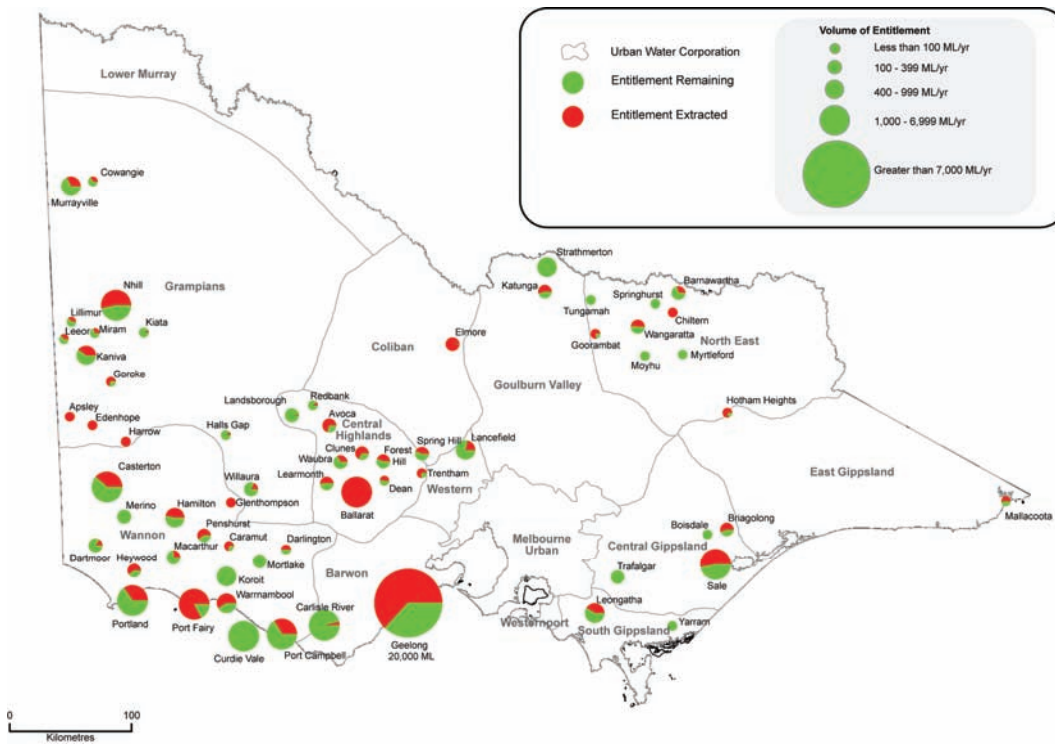 Urban Water Corporation
Entitlement Remaining
Entitlement Extracted
Volume of Entitlement
Less than 100 ML/yr
100 - 399 ML/yr
400 - 999 ML/yr
1,000 - 6,999 ML/yr
Greater than 7,000 ML/yr
Lower Murray
Cowangie
Murrayville
Strathmerton
Katunga
Tungamah
Springhurst
Barnawartha
Chiltern
Wangaratta
Goorambat
North East
Moyhu
Myrtleford
Nhill
Grampians
Lillimur
Leeor
Miram
Kiata
Kaniva
Goroke
Elmore
Coliban
Goulburn Valley
Apsley
Edenhope
Harrow
Landsborough
Redbank
Avoca
Halls Gap
Central
Highlands
Hotham Heights
Spring Hill
Lancefield
Clunes
Forest
Hill
Waubra
Learmonth
Dean
Trentham
Western
Ballarat
East Gippsland
Mallacoota
Casterton
Willaura
Merino
Hamilton
Glenthompson
Penshurst
Wannon
Caramut
Macarthur
Darlington
Dartmoor
Heywood
Mortlake
Koroit
Barwon
Melbourne
Urban
Boisdale
Briagolong
Central Gippsland
Trafalgar
Sale
Warrnambool
Carlisle River
Portland
Port Fairy
Curdie Vale
Port Campbell
Geelong
20,000 ML
Westernport
Leongatha
South Gippsland
Yarram
0
100
Kilometres